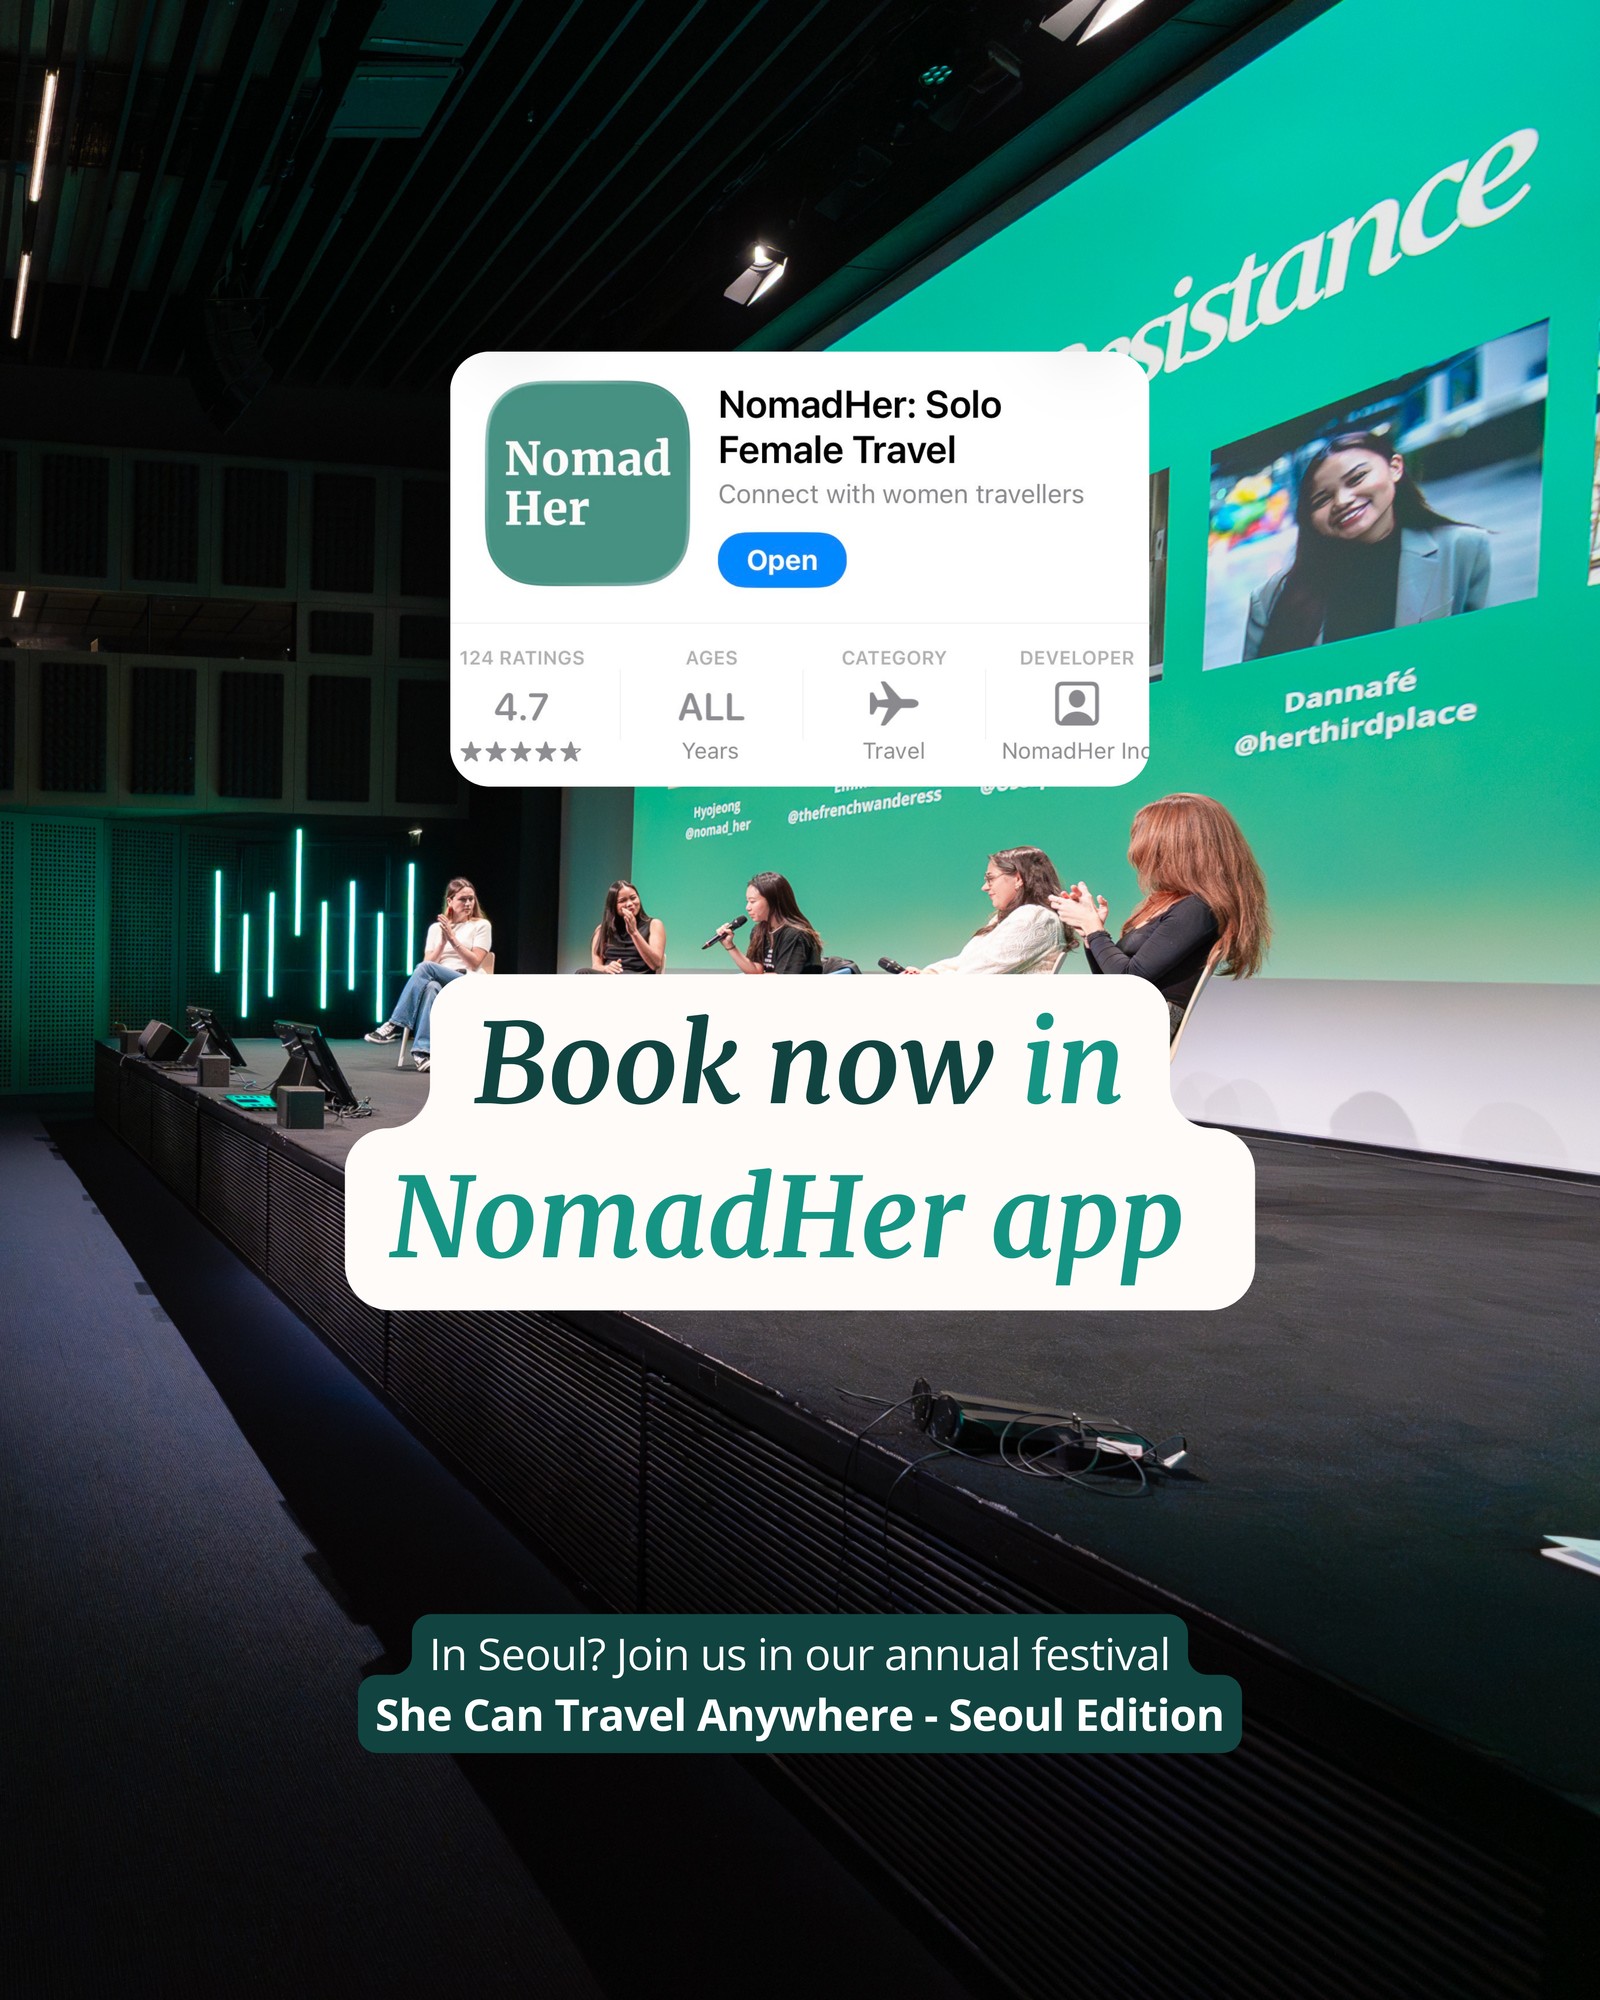 NomadHer: Solo
Female Travel
Connect with women travellers
Open
Nomad
Her
124 RATINGS
4.7
AGES
ALL
Years
CATEGORY
Travel
DEVELOPER
NomadHer Inc
Dannafé
@herthirdplace
Hyojeong
@nomad_her
@thefrenchwanderess
Book now in
NomadHer app
In Seoul? Join us in our annual festival
She Can Travel Anywhere - Seoul Edition